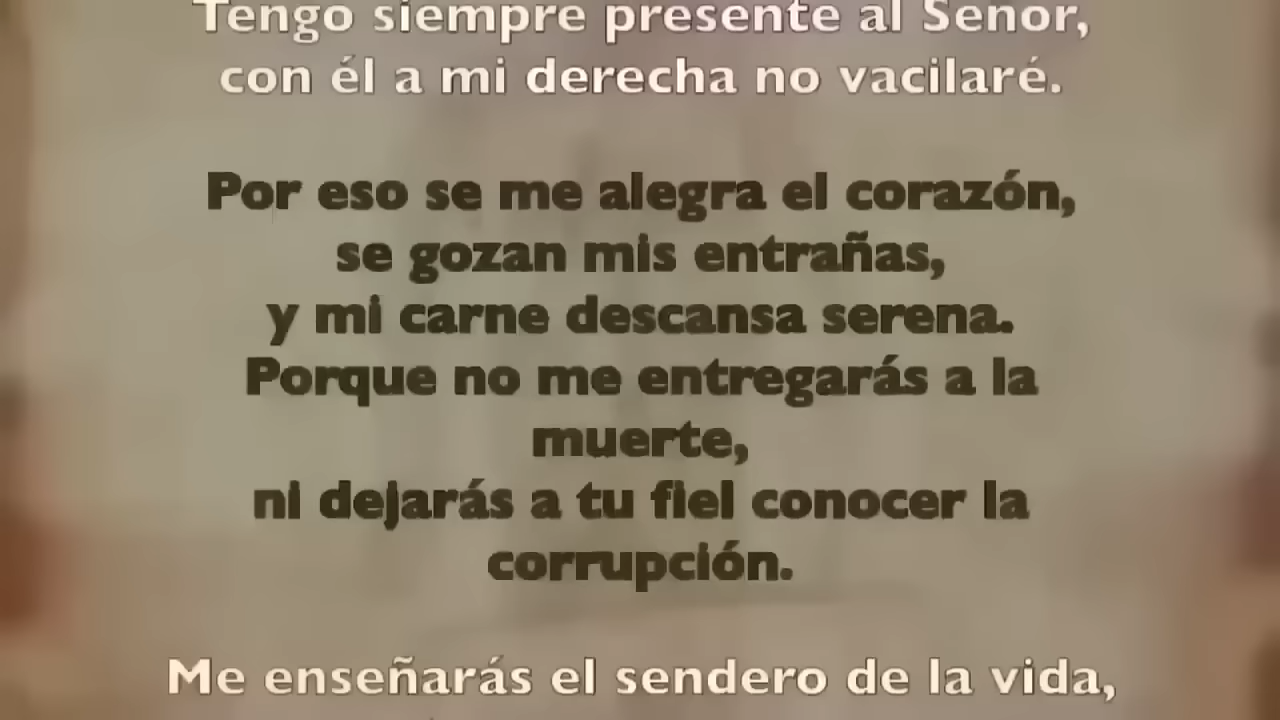 Tengo siempre presente al Señor,
con él a mi derecha no vacilaré.
Por eso se me alegra el corazón,
se gozan mis entrañas,
y mi carne descansa serena.
Porque no me entregarás a la
muerte,
ni dejarás a tu fiel conocer la
corrupción.
Me enseñarás el sendero de la vida,